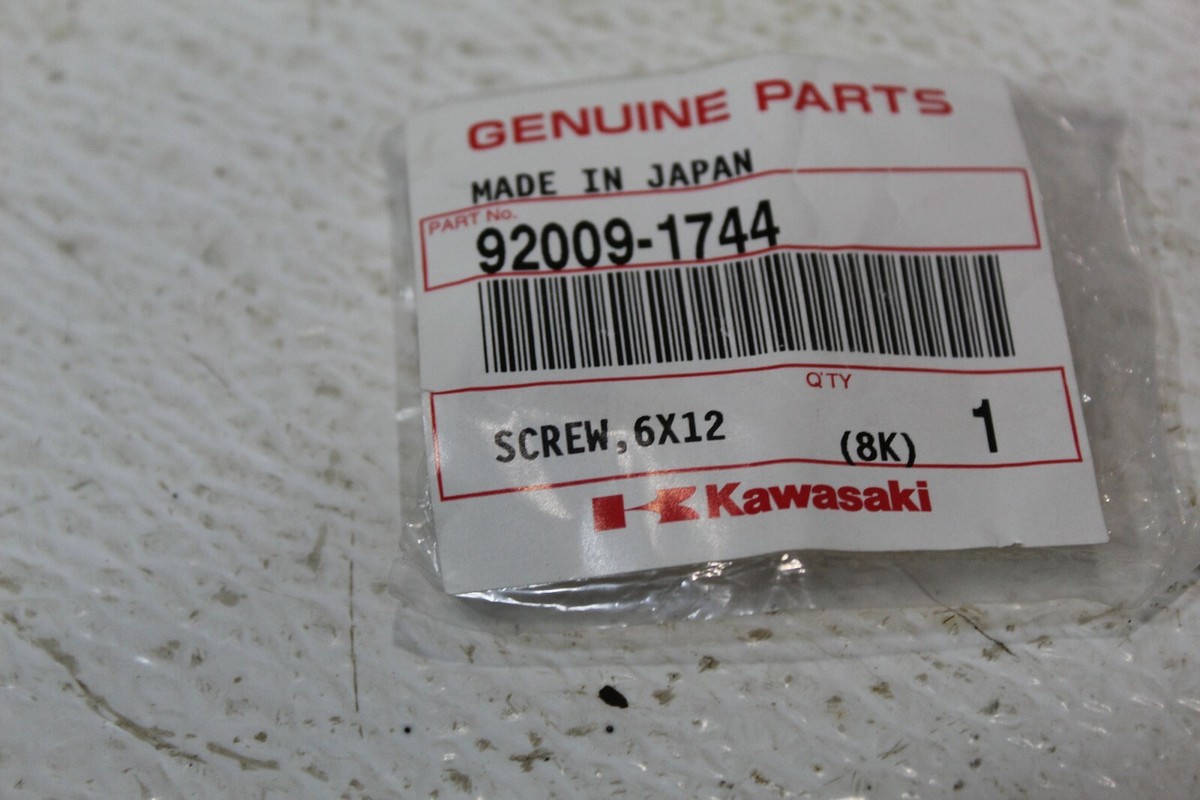 GENUINE PARTS
MADE IN JAPAN
PART No.
92009-1744
Q'TY
SCREW,6X12 (8K) 1
Kawasaki